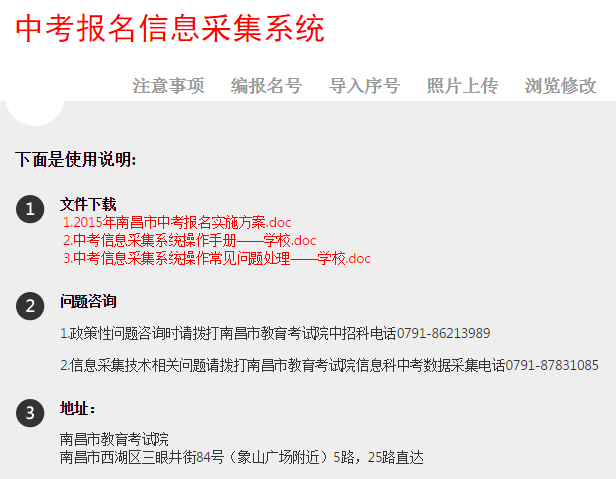 中考报名信息采集系统
注意事项 编报名号 导入序号 照片上传 浏览修改
下面是使用说明:
1 文件下载
1.2015年南昌市中考报名实施方案.doc
2.中考信息采集系统操作手册——学校.doc
3.中考信息采集系统操作常见问题处理——学校.doc
2 问题咨询
1.政策性问题咨询时请拨打南昌市教育考试院中招科电话0791-86213989
2.信息采集技术相关问题请拨打南昌市教育考试院信息科中考数据采集电话0791-87831085
3 地址：
南昌市教育考试院
南昌市西湖区三眼井街84号（象山广场附近）5路，25路直达